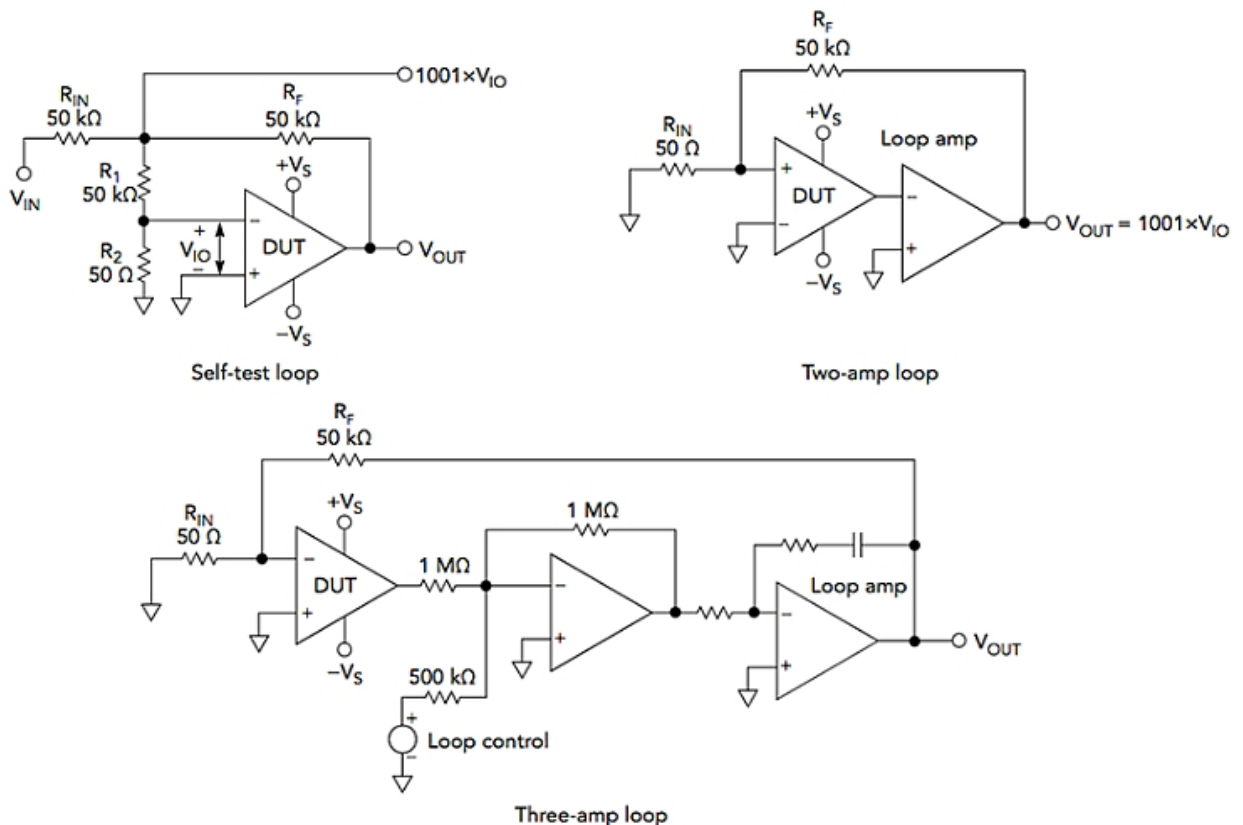 1001×V_IO
R_IN
50 kΩ
R_F
50 kΩ
V_IN
R_1
50 kΩ
R_2
50 Ω
+
V_IO
−
+V_S
−
DUT
+
−V_S
V_OUT
Self-test loop
R_F
50 kΩ
R_IN
50 Ω
+V_S
+
DUT
−
−V_S
Loop amp
−
+
V_OUT = 1001×V_IO
Two-amp loop
R_F
50 kΩ
R_IN
50 Ω
+V_S
−
DUT
+
−V_S
1 MΩ
1 MΩ
−
+
500 kΩ
+
Loop control
−
Loop amp
−
+
V_OUT
Three-amp loop